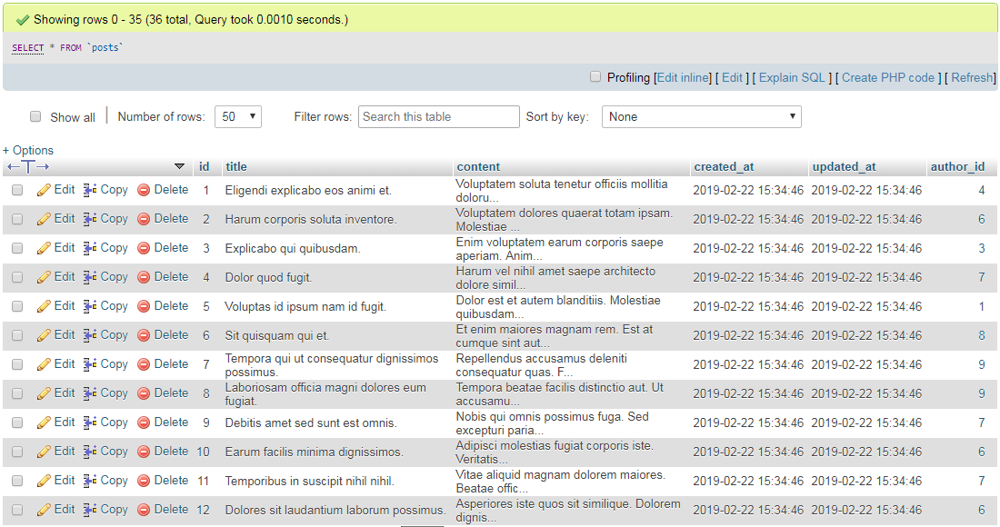 Showing rows 0 - 35 (36 total, Query took 0.0010 seconds.)
SELECT * FROM `posts`
Profiling [Edit inline] [ Edit ] [ Explain SQL ] [ Create PHP code ] [ Refresh]
Show all Number of rows: 50 Filter rows: Search this table Sort by key: None
+ Options
←T→ id title content created_at updated_at author_id
Edit Copy Delete 1 Eligendi explicabo eos animi et. Voluptatem soluta tenetur officiis mollitia 2019-02-22 15:34:46 2019-02-22 15:34:46 4
doloru...
Edit Copy Delete 2 Harum corporis soluta inventore. Voluptatem dolores quaerat totam ipsam. 2019-02-22 15:34:46 2019-02-22 15:34:46 6
Molestiae ...
Edit Copy Delete 3 Explicabo qui quibusdam. Enim voluptatem earum corporis saepe 2019-02-22 15:34:46 2019-02-22 15:34:46 3
aperiam. Anim...
Edit Copy Delete 4 Dolor quod fugit. Harum vel nihil amet saepe architecto 2019-02-22 15:34:46 2019-02-22 15:34:46 7
dolore simil...
Edit Copy Delete 5 Voluptas id ipsum nam id fugit. Dolor est et autem blanditiis. Molestiae 2019-02-22 15:34:46 2019-02-22 15:34:46 1
quibusdam...
Edit Copy Delete 6 Sit quisquam qui et. Et enim maiores magnam rem. Est at 2019-02-22 15:34:46 2019-02-22 15:34:46 8
cumque sint aut...
Edit Copy Delete 7 Tempora qui ut consequatur dignissimos Repellendus accusamus deleniti 2019-02-22 15:34:46 2019-02-22 15:34:46 9
possimus. consequatur quas. F...
Edit Copy Delete 8 Laboriosam officia magni dolores eum Tempora beatae facilis distinctio aut. Ut 2019-02-22 15:34:46 2019-02-22 15:34:46 9
fugiat. accusamu...
Edit Copy Delete 9 Debitis amet sed sunt est omnis. Nobis qui omnis possimus fuga. Sed 2019-02-22 15:34:46 2019-02-22 15:34:46 7
excepturi paria...
Edit Copy Delete 10 Earum facilis minima dignissimos. Adipisci molestias fugiat corporis iste. 2019-02-22 15:34:46 2019-02-22 15:34:46 6
Veritatis...
Edit Copy Delete 11 Temporibus in suscipit nihil nihil. Vitae aliquid magnam dolorem maiores. 2019-02-22 15:34:46 2019-02-22 15:34:46 7
Beatae offic...
Edit Copy Delete 12 Dolores sit laudantium laborum possimus. Asperiores iste quos sit similique. Dolorem 2019-02-22 15:34:46 2019-02-22 15:34:46 6
dignis...